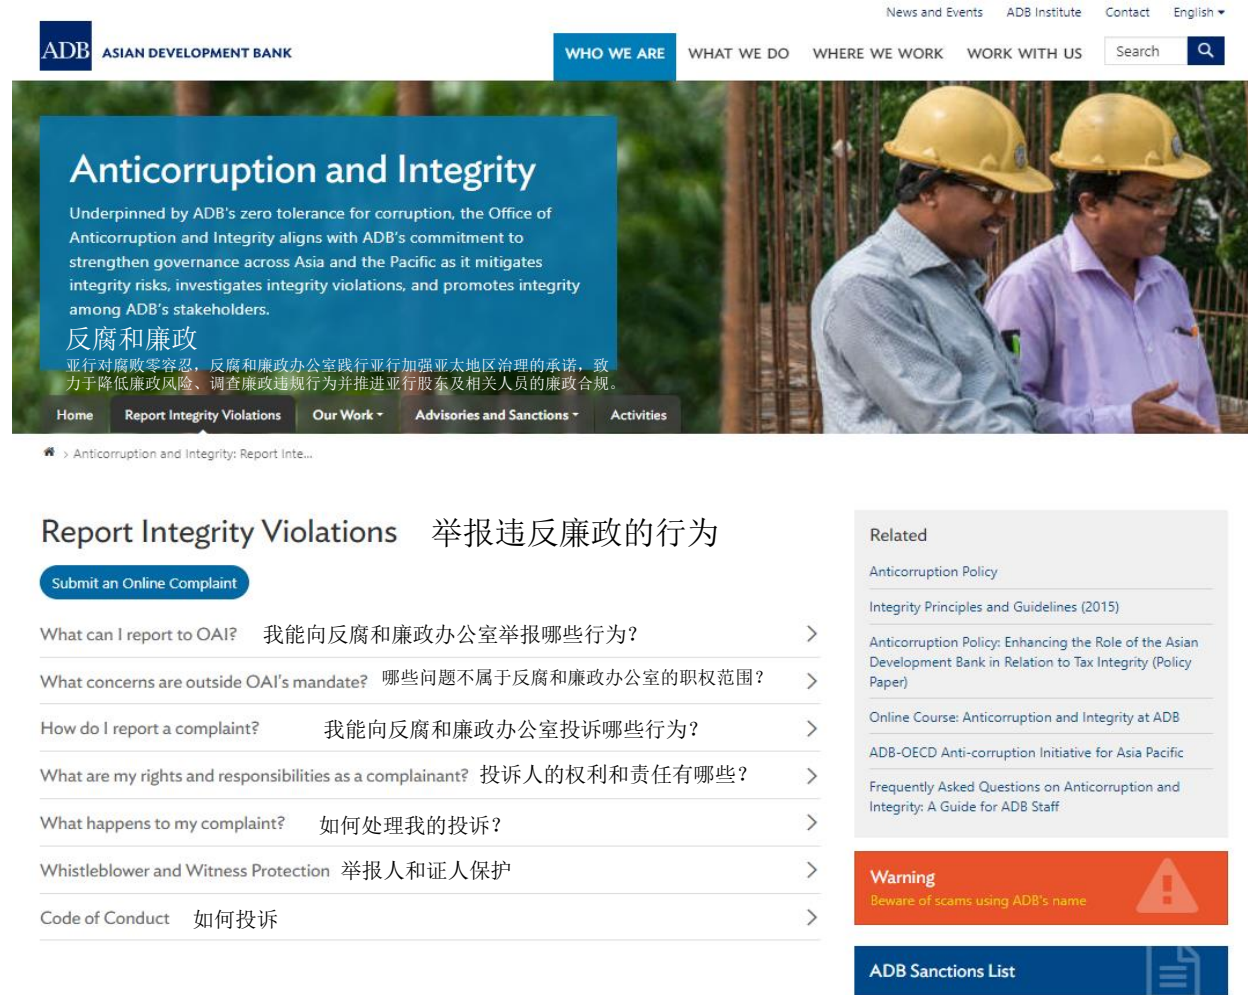 News and Events ADB Institute Contact English
ADB ASIAN DEVELOPMENT BANK
WHO WE ARE WHAT WE DO WHERE WE WORK WORK WITH US Search
Anticorruption and Integrity
Underpinned by ADB's zero tolerance for corruption, the Office of
Anticorruption and Integrity aligns with ADB's commitment to
strengthen governance across Asia and the Pacific as it mitigates
integrity risks, investigates integrity violations, and promotes integrity
among ADB's stakeholders.
反腐和廉政
亚行对腐败零容忍，反腐和廉政办公室践行亚行加强亚太地区治理的承诺，致
力于降低廉政风险、调查廉政违规行为并推进亚行股东及相关人员的廉政合规。
Home Report Integrity Violations Our Work Advisories and Sanctions Activities
> Anticorruption and Integrity: Report Inte...
Report Integrity Violations 举报违反廉政的行为
Submit an Online Complaint
What can I report to OAI? 我能向反腐和廉政办公室举报哪些行为？
What concerns are outside OAI's mandate? 哪些问题不属于反腐和廉政办公室的职权范围？
How do I report a complaint? 我能向反腐和廉政办公室投诉哪些行为？
What are my rights and responsibilities as a complainant? 投诉人的权利和责任有哪些？
What happens to my complaint? 如何处理我的投诉？
Whistleblower and Witness Protection 举报人和证人保护
Code of Conduct 如何投诉
Related
Anticorruption Policy
Integrity Principles and Guidelines (2015)
Anticorruption Policy: Enhancing the Role of the Asian
Development Bank in Relation to Tax Integrity (Policy
Paper)
Online Course: Anticorruption and Integrity at ADB
ADB-OECD Anti-corruption Initiative for Asia Pacific
Frequently Asked Questions on Anticorruption and
Integrity: A Guide for ADB Staff
Warning
Beware of scams using ADB's name
ADB Sanctions List